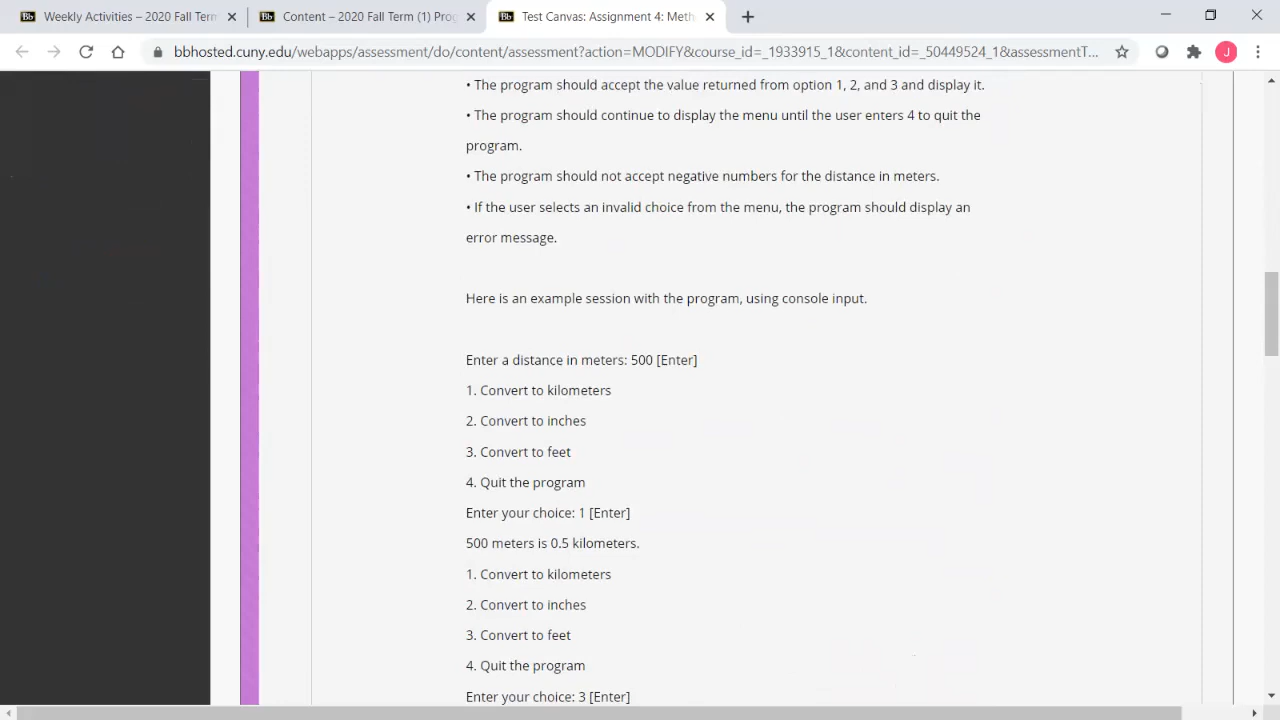 Weekly Activities – 2020 Fall Term
Content – 2020 Fall Term (1) Prog
Test Canvas: Assignment 4: Meth
bbhosted.cuny.edu/webapps/assessment/do/content/assessment?action=MODIFY&course_id=_1933915_1&content_id=_50449524_1&assessmentT...
J
• The program should accept the value returned from option 1, 2, and 3 and display it.
• The program should continue to display the menu until the user enters 4 to quit the
program.
• The program should not accept negative numbers for the distance in meters.
• If the user selects an invalid choice from the menu, the program should display an
error message.
Here is an example session with the program, using console input.
Enter a distance in meters: 500 [Enter]
1. Convert to kilometers
2. Convert to inches
3. Convert to feet
4. Quit the program
Enter your choice: 1 [Enter]
500 meters is 0.5 kilometers.
1. Convert to kilometers
2. Convert to inches
3. Convert to feet
4. Quit the program
Enter your choice: 3 [Enter]